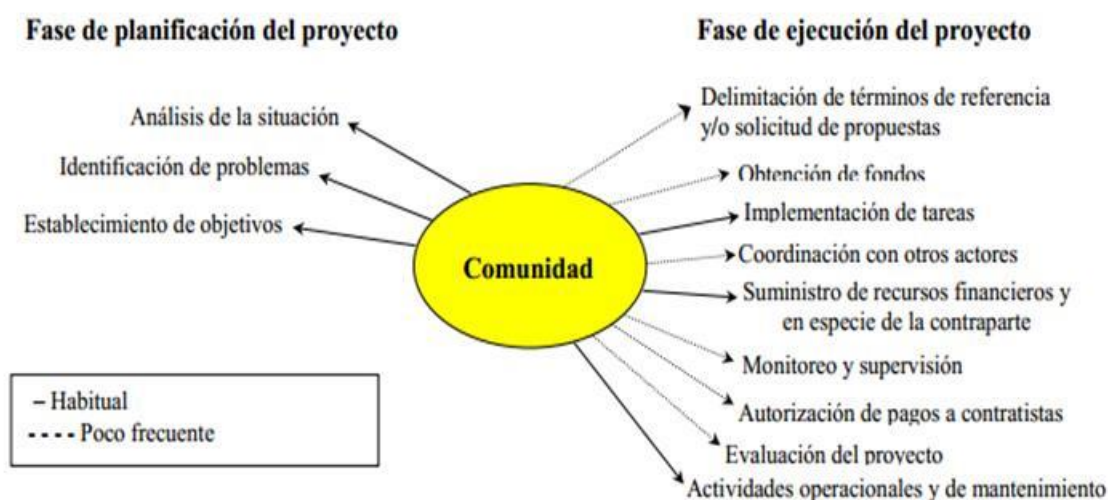 Fase de planificación del proyecto
Análisis de la situación
Identificación de problemas
Establecimiento de objetivos
Comunidad
– Habitual
---- Poco frecuente
Fase de ejecución del proyecto
Delimitación de términos de referencia
y/o solicitud de propuestas
Obtención de fondos
Implementación de tareas
Coordinación con otros actores
Suministro de recursos financieros y
en especie de la contraparte
Monitoreo y supervisión
Autorización de pagos a contratistas
Evaluación del proyecto
Actividades operacionales y de mantenimiento